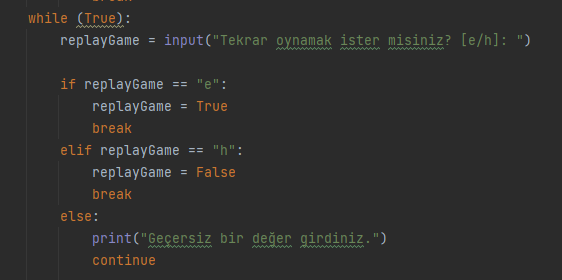 while (True):
replayGame = input("Tekrar oynamak ister misiniz? [e/h]: ")
if replayGame == "e":
replayGame = True
break
elif replayGame == "h":
replayGame = False
break
else:
print("Geçersiz bir değer girdiniz.")
continue